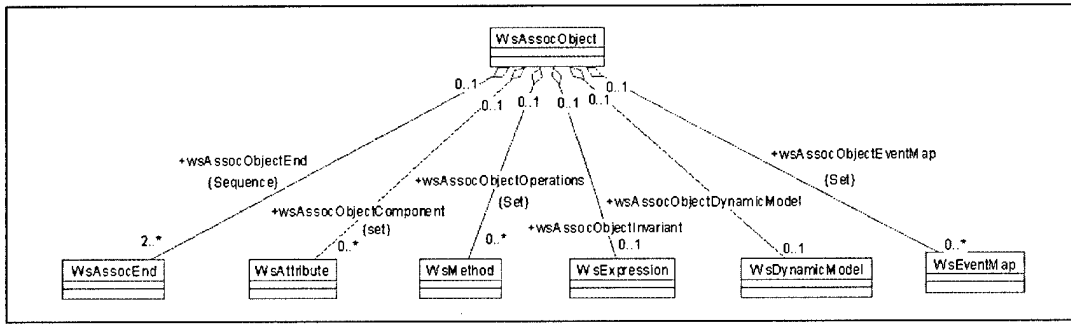 WsAssocObject
0..1
0..1
0..1
0..1
0..1
0..1
+wsAssocObjectEnd
{Sequence}
+wsAssocObjectEventMap
{Set}
+wsAssocObjectOperations
{Set}
+wsAssocObjectDynamicModel
+wsAssocObjectComponent
{set}
+wsAssocObjectInvariant
2..*
0..*
0..*
0..1
0..1
0..*
WsAssocEnd
WsAttribute
WsMethod
WsExpression
WsDynamicModel
WsEventMap